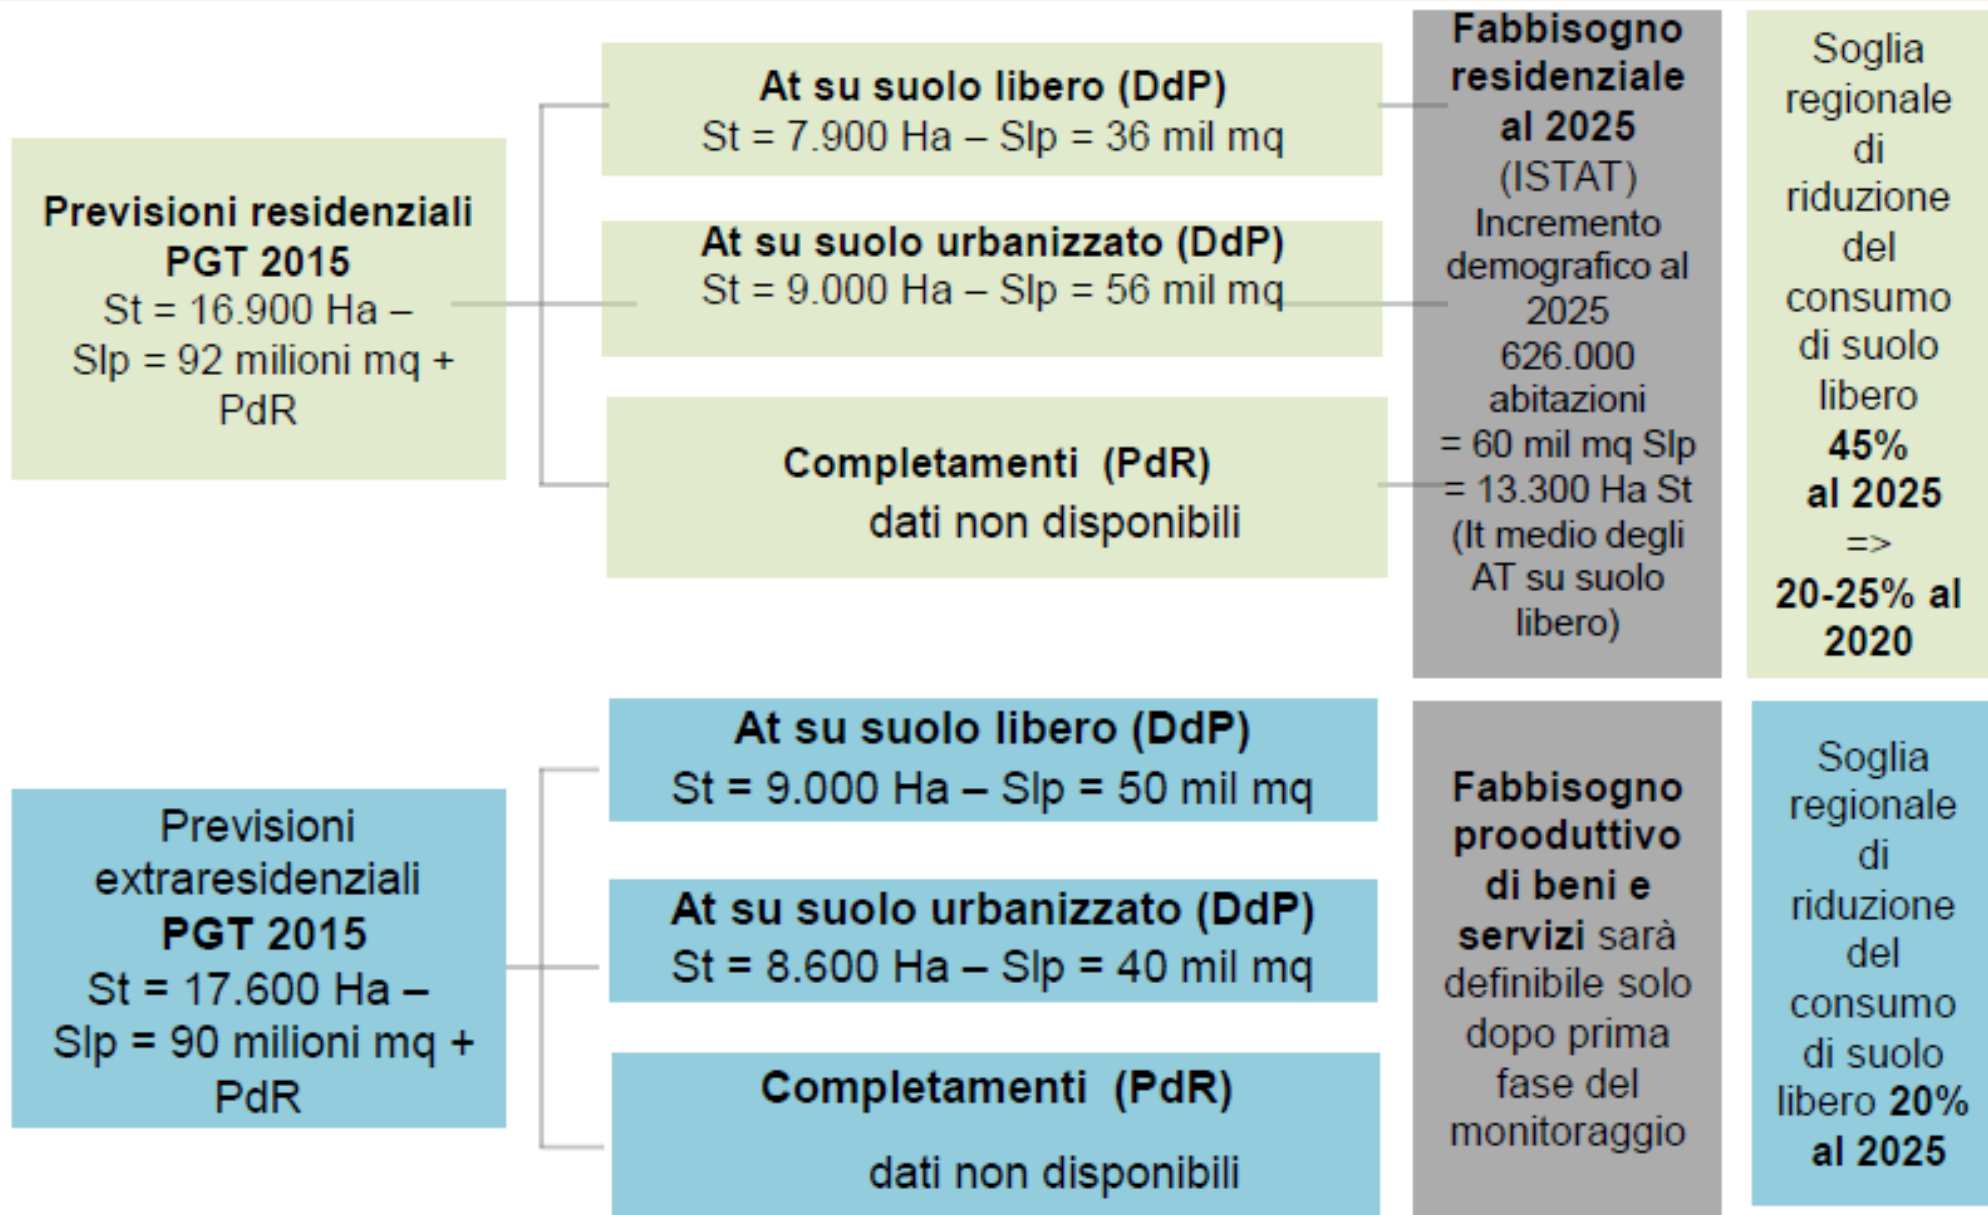 Previsioni residenziali
PGT 2015
St = 16.900 Ha –
Slp = 92 milioni mq +
PdR
At su suolo libero (DdP)
St = 7.900 Ha – Slp = 36 mil mq
At su suolo urbanizzato (DdP)
St = 9.000 Ha – Slp = 56 mil mq
Completamenti (PdR)
dati non disponibili
Fabbisogno
residenziale
al 2025
(ISTAT)
Incremento
demografico al
2025
626.000
abitazioni
= 60 mil mq Slp
= 13.300 Ha St
(It medio degli
AT su suolo
libero)
Soglia
regionale
di
riduzione
del
consumo
di suolo
libero
45%
al 2025
=>
20-25% al
2020
Previsioni
extraresidenziali
PGT 2015
St = 17.600 Ha –
Slp = 90 milioni mq +
PdR
At su suolo libero (DdP)
St = 9.000 Ha – Slp = 50 mil mq
At su suolo urbanizzato (DdP)
St = 8.600 Ha – Slp = 40 mil mq
Completamenti (PdR)
dati non disponibili
Fabbisogno
prooduttivo
di beni e
servizi sarà
definibile solo
dopo prima
fase del
monitoraggio
Soglia
regionale
di
riduzione
del
consumo
di suolo
libero 20%
al 2025